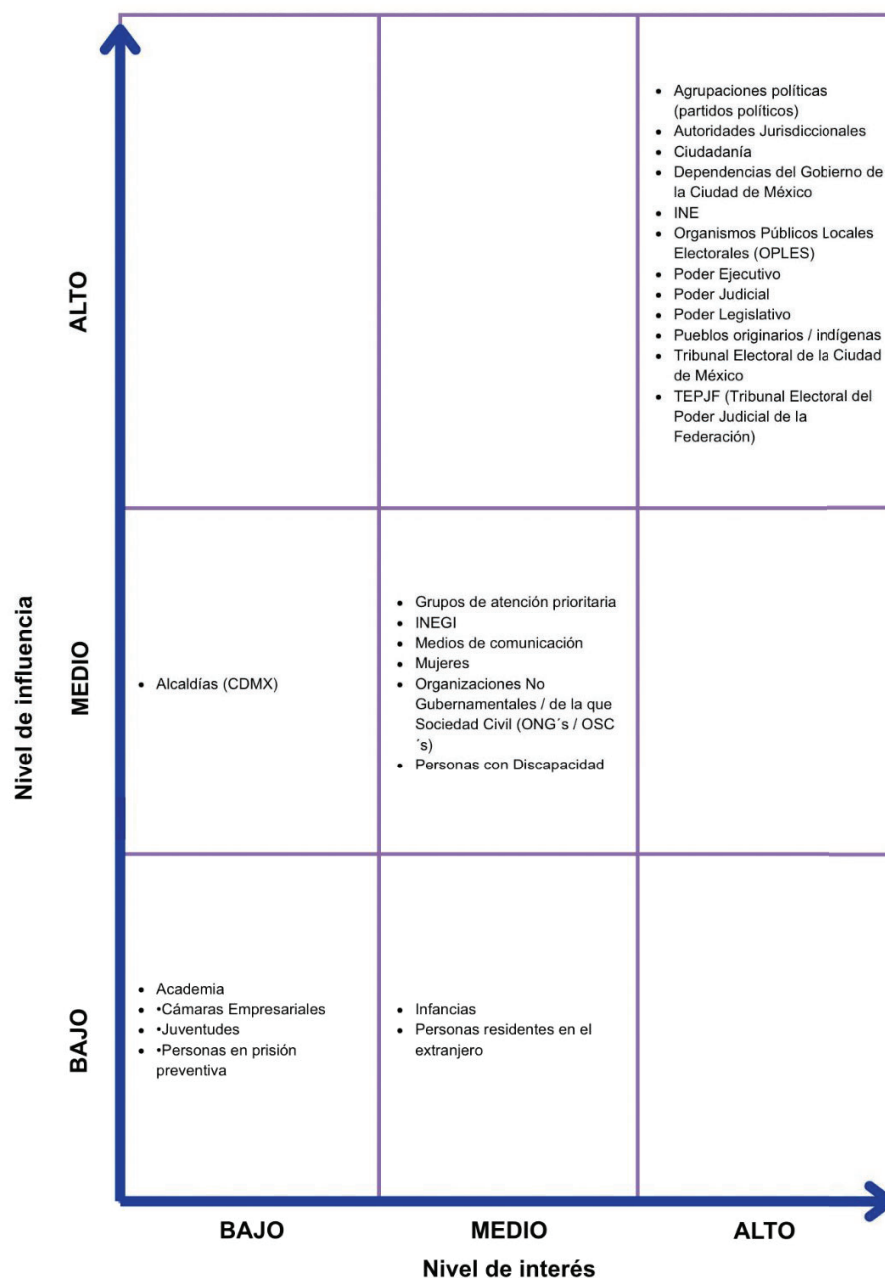 ALTO
• Agrupaciones políticas
(partidos políticos)
• Autoridades Jurisdiccionales
• Ciudadanía
• Dependencias del Gobierno de
la Ciudad de México
• INE
• Organismos Públicos Locales
Electorales (OPLES)
• Poder Ejecutivo
• Poder Judicial
• Poder Legislativo
• Pueblos originarios / indígenas
• Tribunal Electoral de la Ciudad
de México
• TEPJF (Tribunal Electoral del
Poder Judicial de la
Federación)
Nivel de influencia
MEDIO
• Alcaldías (CDMX)
• Grupos de atención prioritaria
• INEGI
• Medios de comunicación
• Mujeres
• Organizaciones No
Gubernamentales / de la que
Sociedad Civil (ONG´s / OSC
´s)
• Personas con Discapacidad
BAJO
• Academia
• •Cámaras Empresariales
• •Juventudes
• •Personas en prisión
preventiva
• Infancias
• Personas residentes en el
extranjero
BAJO
MEDIO
ALTO
Nivel de interés